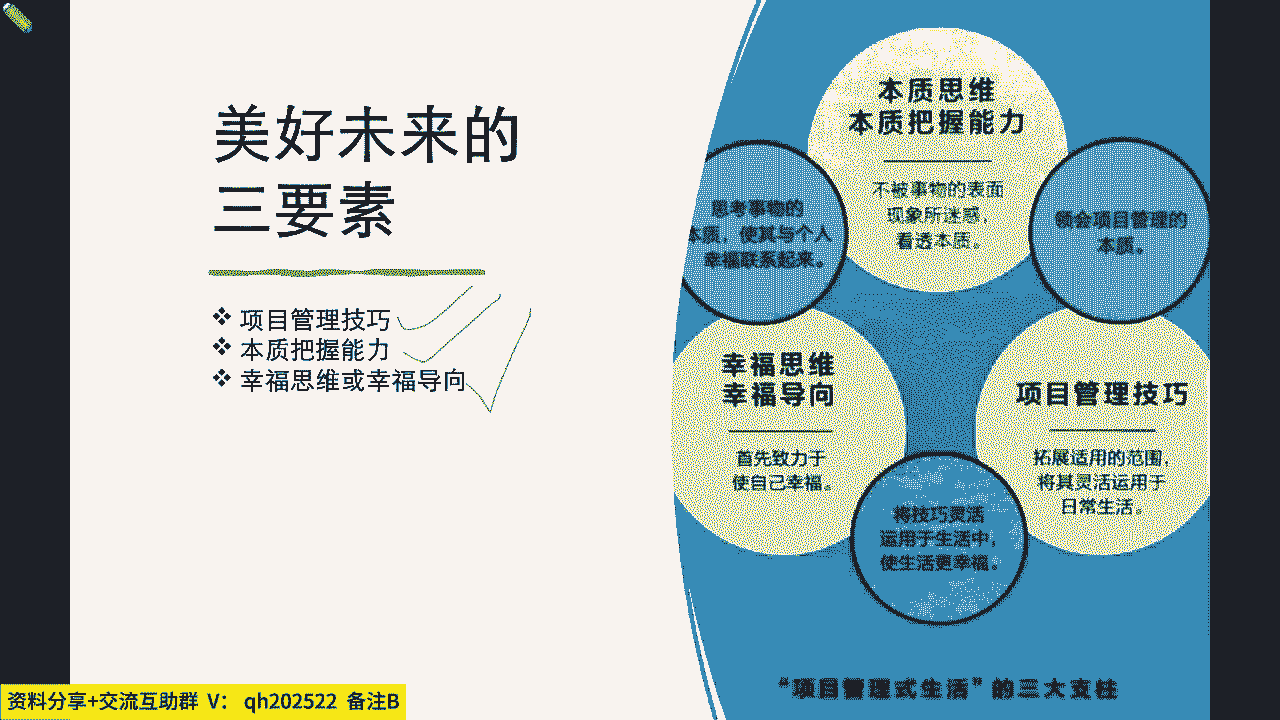 美好未来的
三要素
项目管理技巧
本质把握能力
幸福思维或幸福导向
本质思维
本质把握能力
不被事物的表面
现象所迷惑，
看透本质。
思考事物的
本质，使其与个人
幸福联系起来。
领会项目管理的
本质。
幸福思维
幸福导向
首先致力于
使自己幸福。
项目管理技巧
拓展适用的范围，
将其灵活运用于
日常生活。
将技巧灵活
运用于生活中，
使生活更幸福。
“项目管理式生活”的三大支柱
资料分享+交流互助群 V： qh202522 备注B